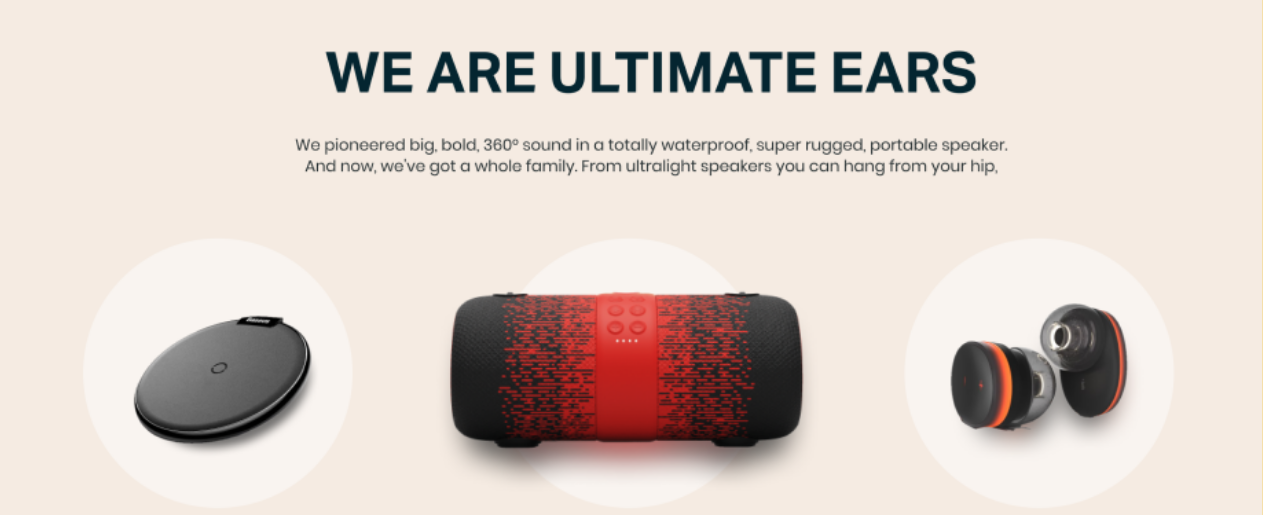 WE ARE ULTIMATE EARS
We pioneered big, bold, 360° sound in a totally waterproof, super rugged, portable speaker.
And now, we've got a whole family. From ultralight speakers you can hang from your hip,